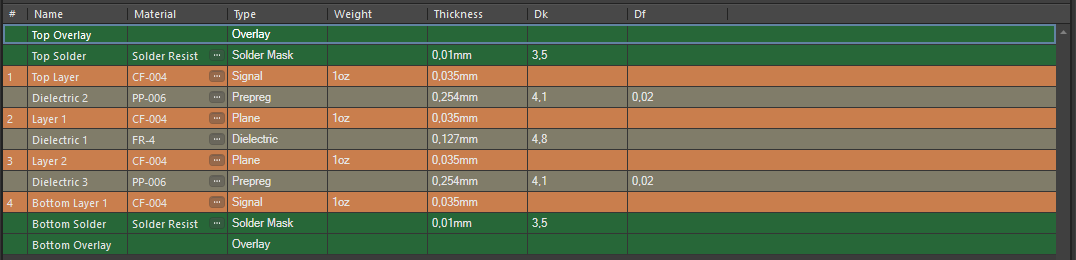 # Name Material Type Weight Thickness Dk Df
Top Overlay Overlay
Top Solder Solder Resist ... Solder Mask 0,01mm 3,5
1 Top Layer CF-004 ... Signal 1oz 0,035mm
Dielectric 2 PP-006 ... Prepreg 0,254mm 4,1 0,02
2 Layer 1 CF-004 ... Plane 1oz 0,035mm
Dielectric 1 FR-4 ... Dielectric 0,127mm 4,8
3 Layer 2 CF-004 ... Plane 1oz 0,035mm
Dielectric 3 PP-006 ... Prepreg 0,254mm 4,1 0,02
4 Bottom Layer 1 CF-004 ... Signal 1oz 0,035mm
Bottom Solder Solder Resist ... Solder Mask 0,01mm 3,5
Bottom Overlay Overlay